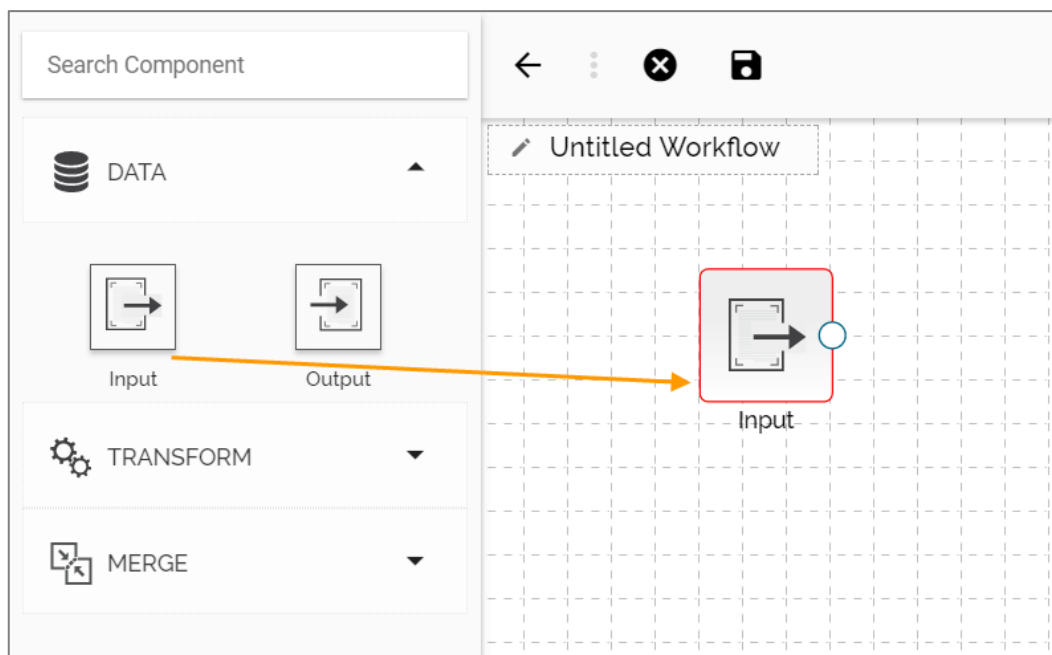 Search Component
DATA
Input
Output
TRANSFORM
MERGE
Untitled Workflow
Input